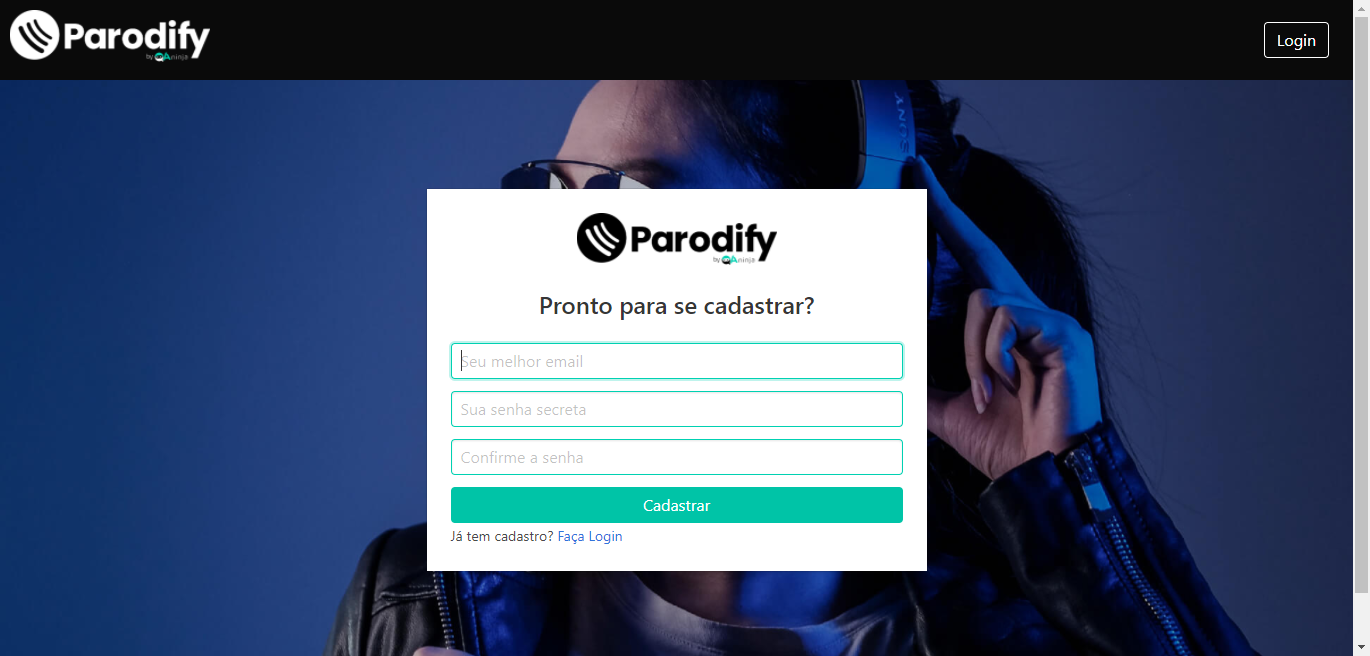 Parodify
by QAninja
Login
SONY
Parodify
by QAninja
Pronto para se cadastrar?
Seu melhor email
Sua senha secreta
Confirme a senha
Cadastrar
Já tem cadastro? Faça Login